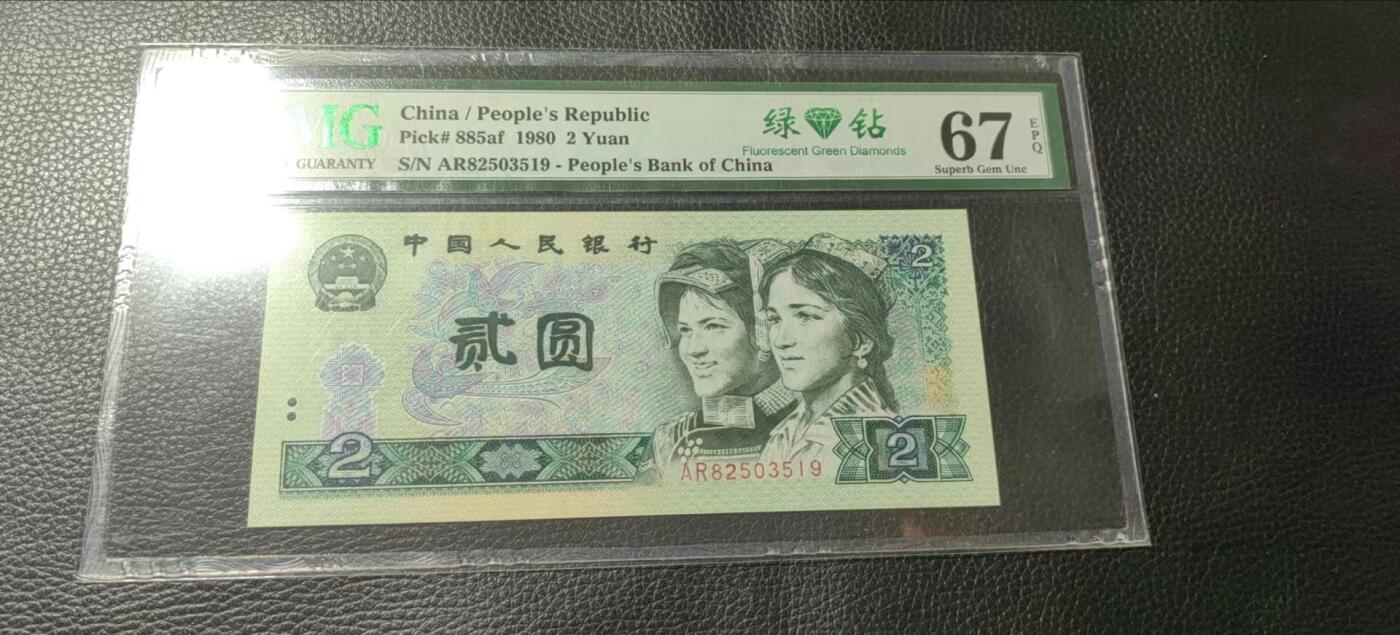 MG
GUARANTY
China / People's Republic
Pick# 885af 1980 2 Yuan
S/N AR82503519 - People's Bank of China
绿 钻
Fluorescent Green Diamonds
67
EPQ
Superb Gem Unc
中国人民银行
2
贰圆
2
AR82503519
2